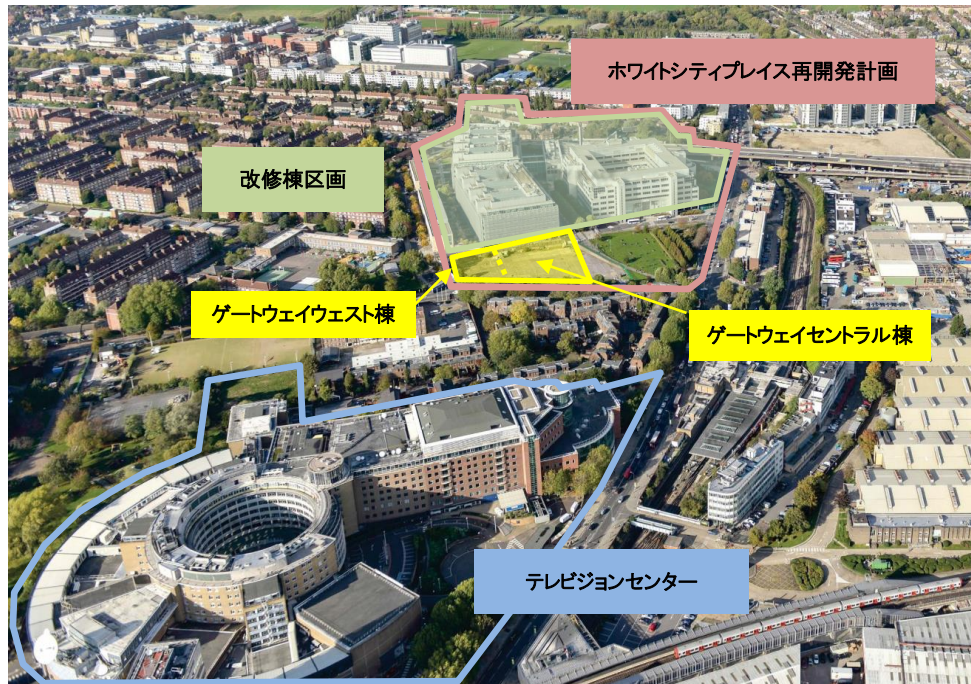 ホワイトシティプレイス再開発計画
改修棟区画
ゲートウェイウェスト棟
ゲートウェイセントラル棟
テレビジョンセンター